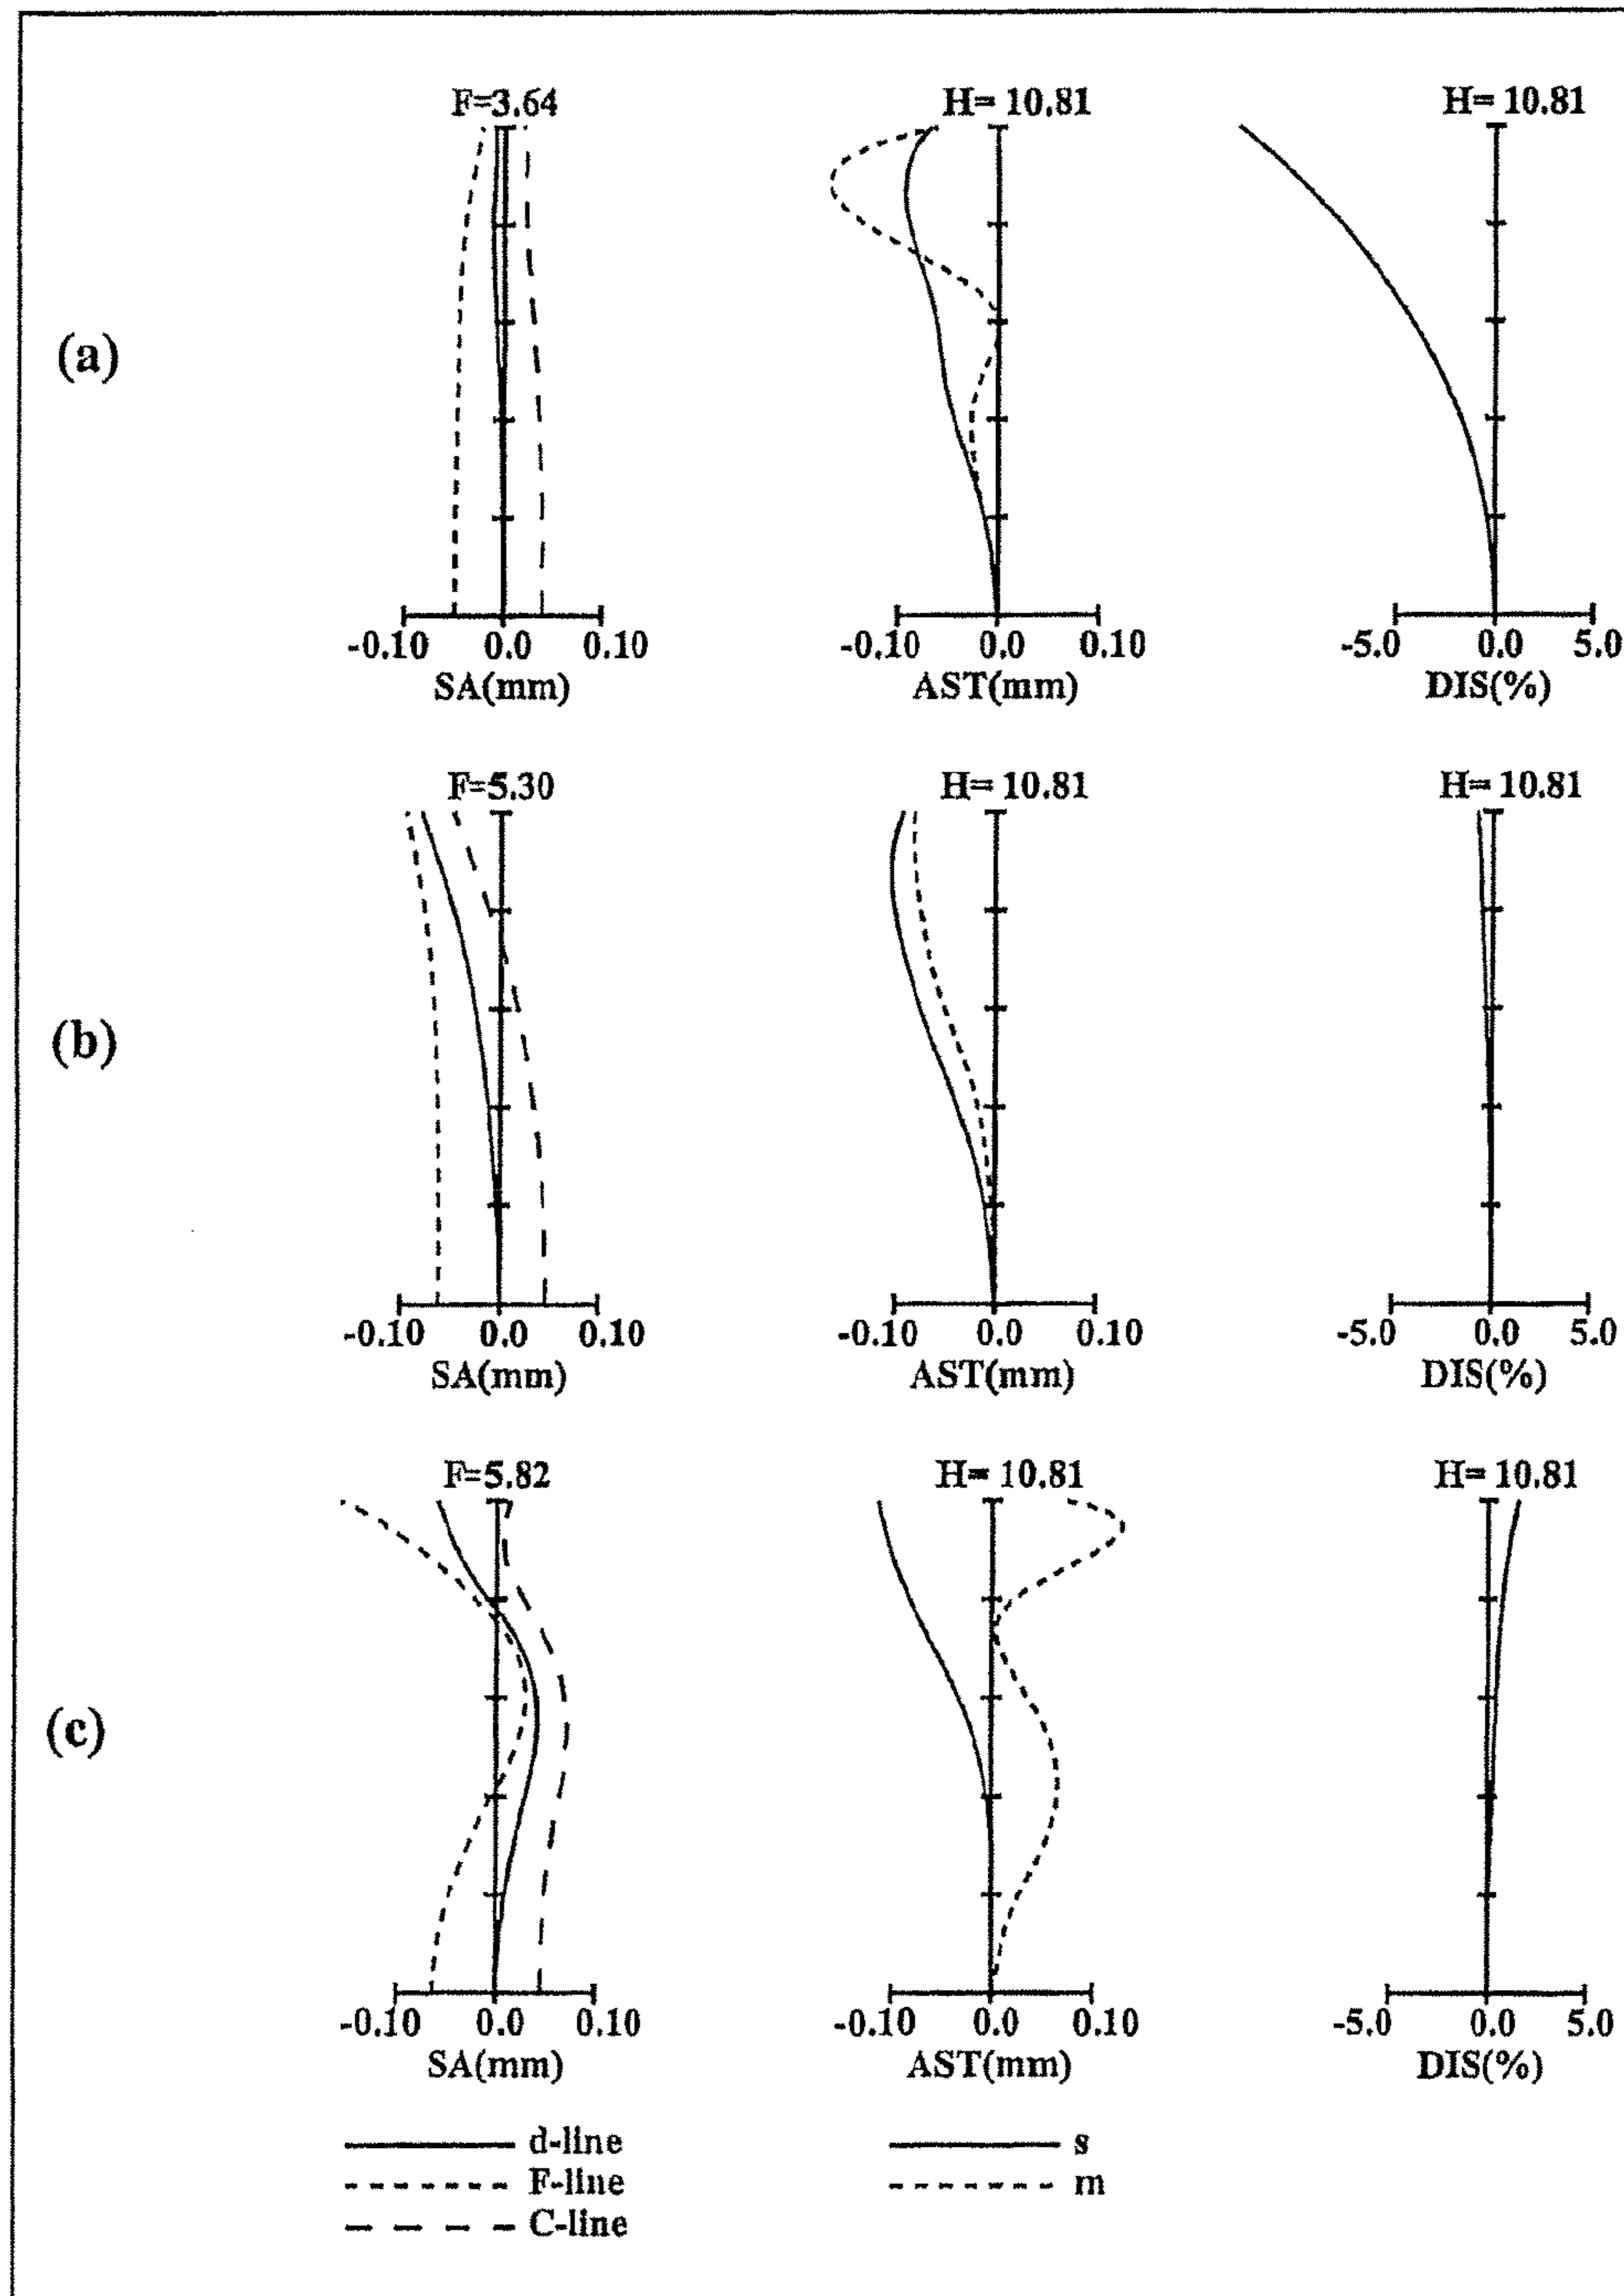 F=3.64 H= 10.81 H= 10.81
(a)
-0.10 0.0 0.10 -0.10 0.0 0.10 -5.0 0.0 5.0
SA(mm) AST(mm) DIS(%)
F=5.30 H= 10.81 H= 10.81
(b)
-0.10 0.0 0.10 -0.10 0.0 0.10 -5.0 0.0 5.0
SA(mm) AST(mm) DIS(%)
F=5.82 H= 10.81 H= 10.81
(c)
-0.10 0.0 0.10 -0.10 0.0 0.10 -5.0 0.0 5.0
SA(mm) AST(mm) DIS(%)
d-line s
F-line m
C-line